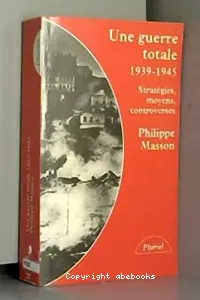 Une guerre
totale
1939-1945
Stratégies,
moyens,
controverses
Philippe
Masson
Pluriel
Copyright abebooks